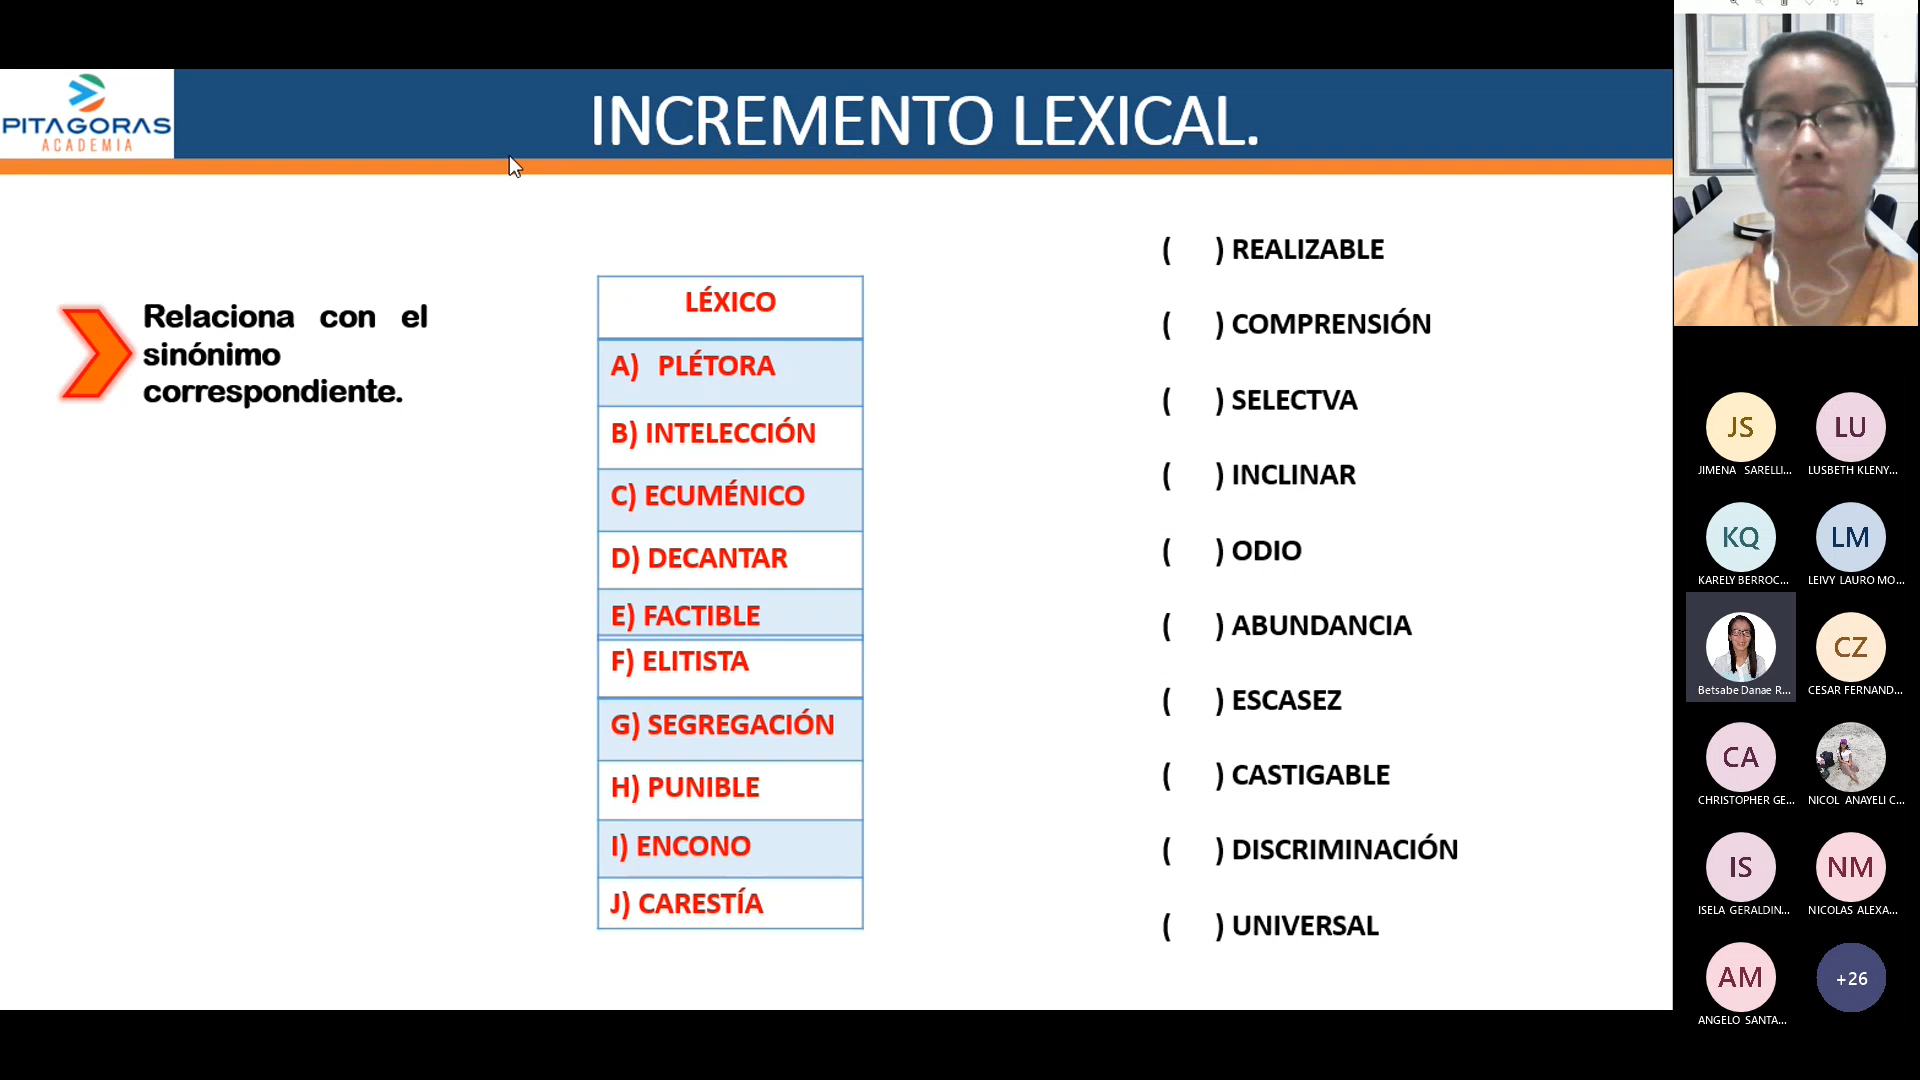 PITAGORAS
ACADEMIA
INCREMENTO LEXICAL.
Relaciona con el
sinónimo
correspondiente.
LÉXICO
A) PLÉTORA
B) INTELECCIÓN
C) ECUMÉNICO
D) DECANTAR
E) FACTIBLE
F) ELITISTA
G) SEGREGACIÓN
H) PUNIBLE
I) ENCONO
J) CARESTÍA
( ) REALIZABLE
( ) COMPRENSIÓN
( ) SELECTVA
( ) INCLINAR
( ) ODIO
( ) ABUNDANCIA
( ) ESCASEZ
( ) CASTIGABLE
( ) DISCRIMINACIÓN
( ) UNIVERSAL
JS
LU
JIMENA SARELLI...
LUSBETH KLENY...
KQ
LM
KARELY BERROC...
LEIVY LAURO MO...
CZ
Betsabe Danae R...
CESAR FERNAND...
CA
CHRISTOPHER GE...
NICOL ANAYELI C...
IS
NM
ISELA GERALDIN...
NICOLAS ALEXA...
AM
+26
ANGELO SANTA...